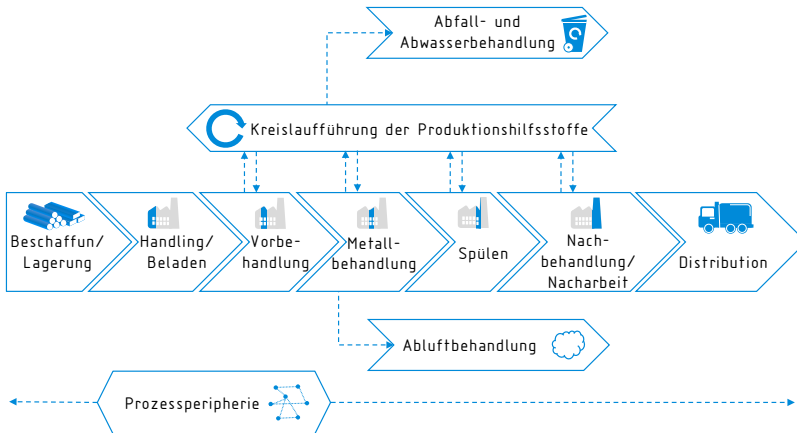 Abfall- und
Abwasserbehandlung
Kreislaufführung der Produktionshilfsstoffe
Beschaffun/
Lagerung
Handling/
Beladen
Vorbe-
handlung
Metall-
behandlung
Spülen
Nach-
behandlung/
Nacharbeit
Distribution
Abluftbehandlung
Prozessperipherie